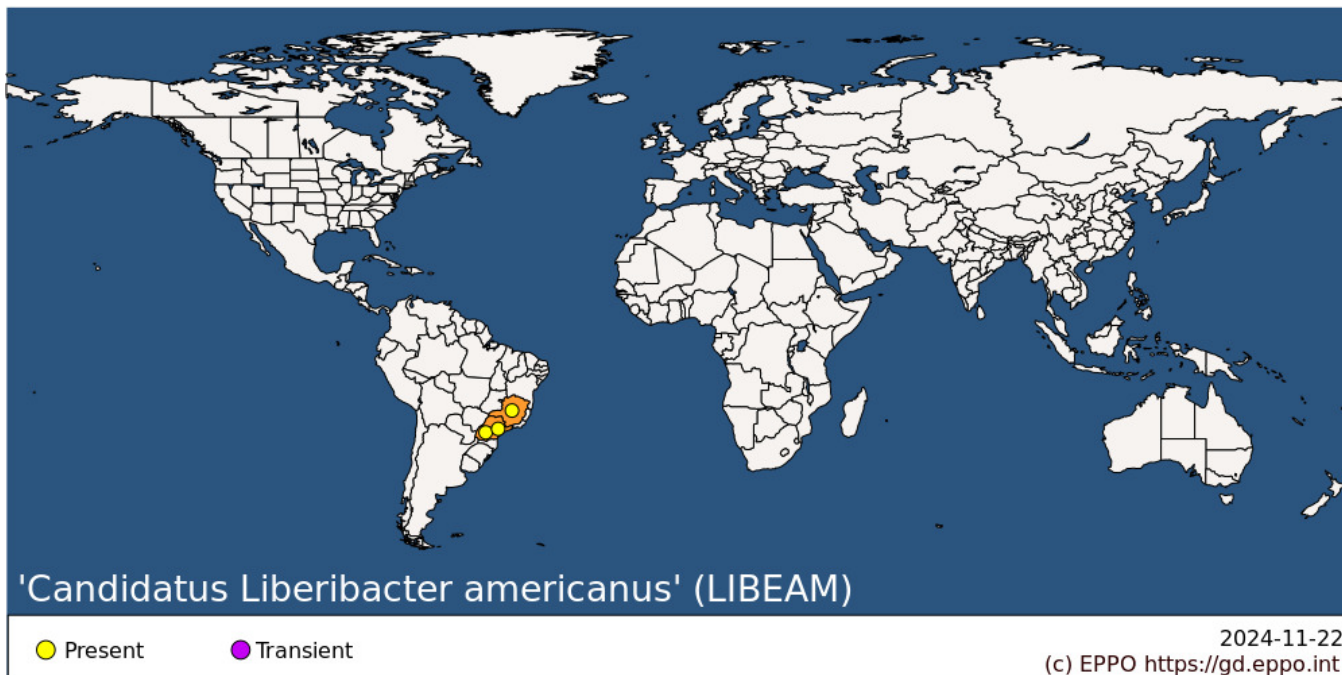 'Candidatus Liberibacter americanus' (LIBEAM)
Present
Transient
2024-11-22
(c) EPPO https://gd.eppo.int